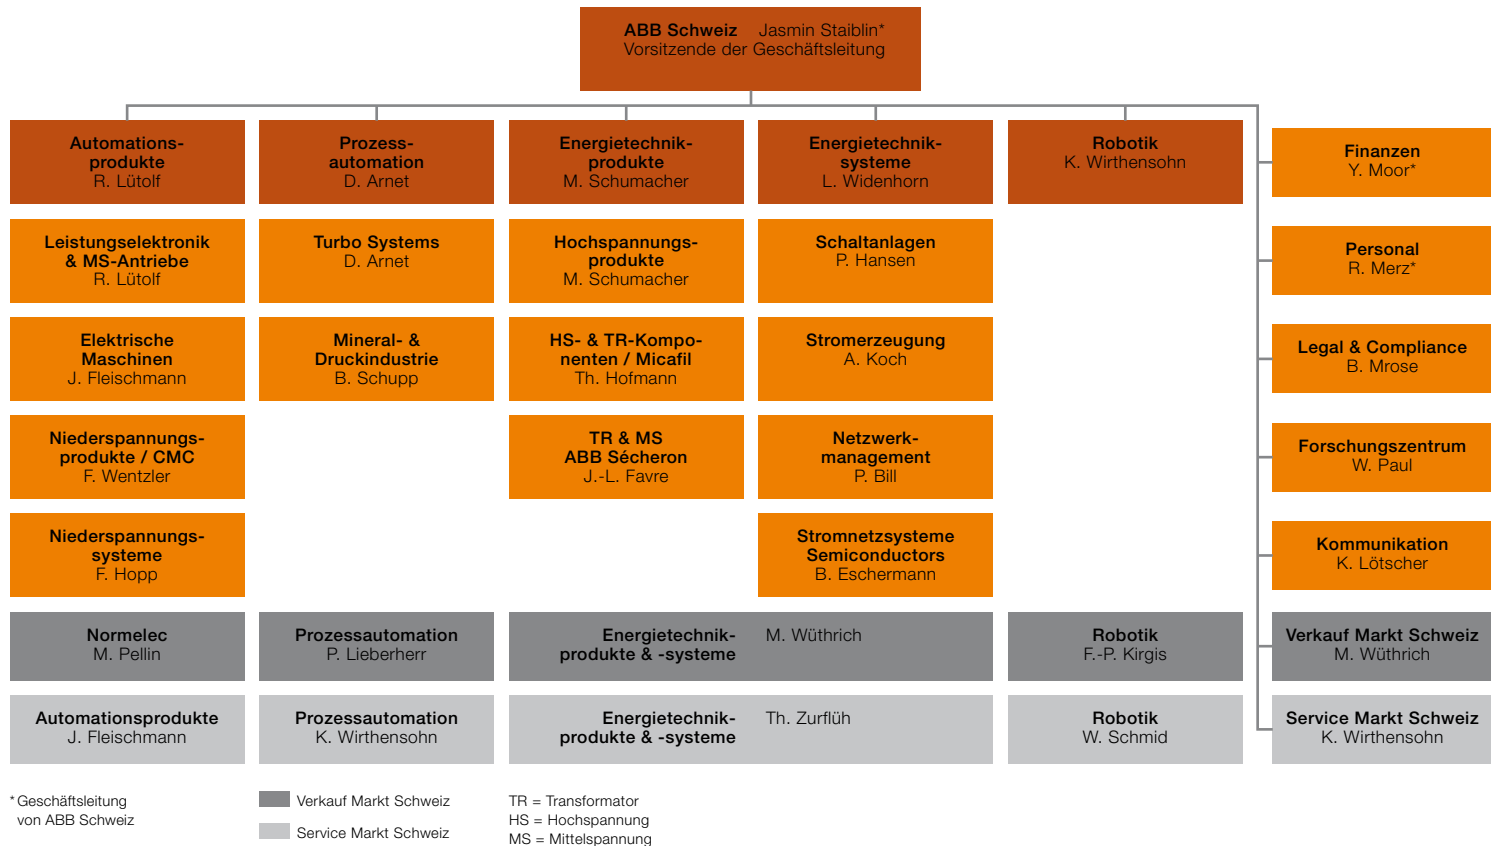 ABB Schweiz Jasmin Staiblin*
Vorsitzende der Geschäftsleitung
Automations-
produkte
R. Lütolf
Prozess-
automation
D. Arnet
Energietechnik-
produkte
M. Schumacher
Energietechnik-
systeme
L. Widenhorn
Robotik
K. Wirthensohn
Finanzen
Y. Moor*
Leistungselektronik
& MS-Antriebe
R. Lütolf
Turbo Systems
D. Arnet
Hochspannungs-
produkte
M. Schumacher
Schaltanlagen
P. Hansen
Personal
R. Merz*
Elektrische
Maschinen
J. Fleischmann
Mineral- &
Druckindustrie
B. Schupp
HS- & TR-Kompo-
nenten / Micafil
Th. Hofmann
Stromerzeugung
A. Koch
Legal & Compliance
B. Mrose
Niederspannungs-
produkte / CMC
F. Wentzler
TR & MS
ABB Sécheron
J.-L. Favre
Netzwerk-
management
P. Bill
Forschungszentrum
W. Paul
Niederspannungs-
systeme
F. Hopp
Stromnetzsysteme
Semiconductors
B. Eschermann
Kommunikation
K. Lötscher
Normelec
M. Pellin
Prozessautomation
P. Lieberherr
Energietechnik- M. Wüthrich
produkte & -systeme
Robotik
F.-P. Kirgis
Verkauf Markt Schweiz
M. Wüthrich
Automationsprodukte
J. Fleischmann
Prozessautomation
K. Wirthensohn
Energietechnik- Th. Zurflüh
produkte & -systeme
Robotik
W. Schmid
Service Markt Schweiz
K. Wirthensohn
* Geschäftsleitung
von ABB Schweiz
Verkauf Markt Schweiz
Service Markt Schweiz
TR = Transformator
HS = Hochspannung
MS = Mittelspannung